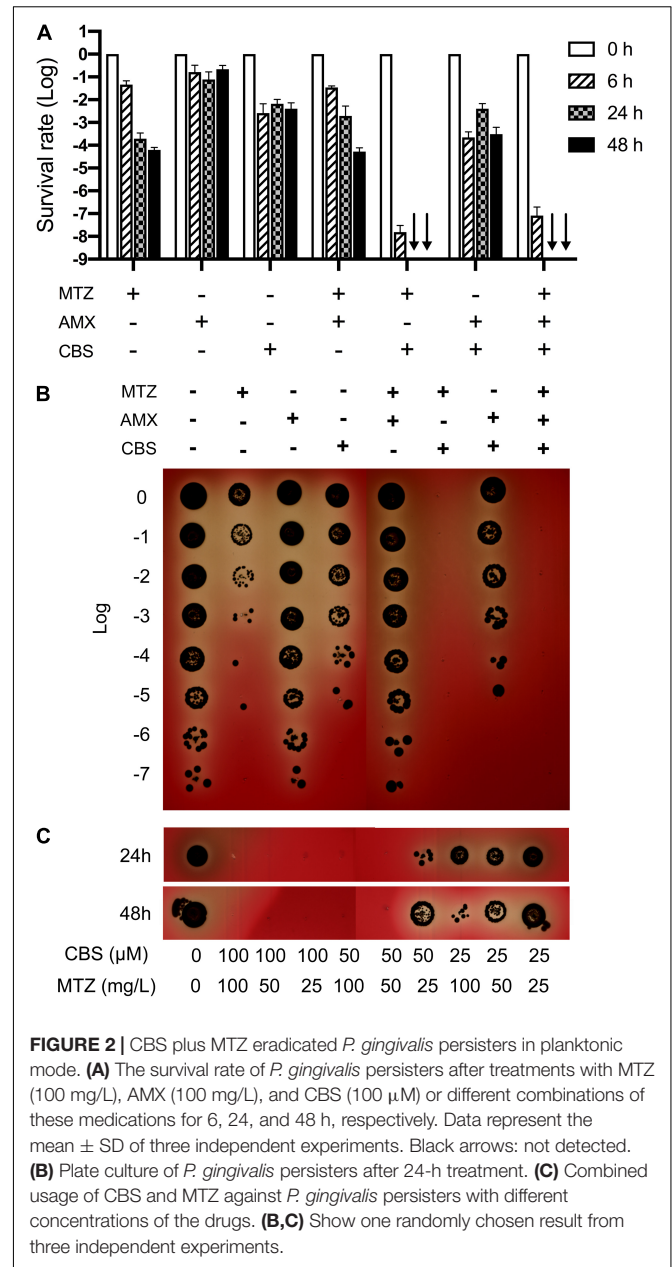 A
Survival rate (Log)
1
0
-1
-2
-3
-4
-5
-6
-7
-8
-9
0 h
6 h
24 h
48 h
MTZ + - - + + - +
AMX - + - + - + +
CBS - - + - + + +
B
MTZ - + - - + + - +
AMX - - + - + - + +
CBS - - - + - + + +
Log
0
-1
-2
-3
-4
-5
-6
-7
C
24h
48h
CBS (µM) 0 100 100 100 50 50 50 25 25 25
MTZ (mg/L) 0 100 50 25 100 50 25 100 50 25
FIGURE 2 | CBS plus MTZ eradicated P. gingivalis persisters in planktonic
mode. (A) The survival rate of P. gingivalis persisters after treatments with MTZ
(100 mg/L), AMX (100 mg/L), and CBS (100 µM) or different combinations of
these medications for 6, 24, and 48 h, respectively. Data represent the
mean ± SD of three independent experiments. Black arrows: not detected.
(B) Plate culture of P. gingivalis persisters after 24-h treatment. (C) Combined
usage of CBS and MTZ against P. gingivalis persisters with different
concentrations of the drugs. (B,C) Show one randomly chosen result from
three independent experiments.